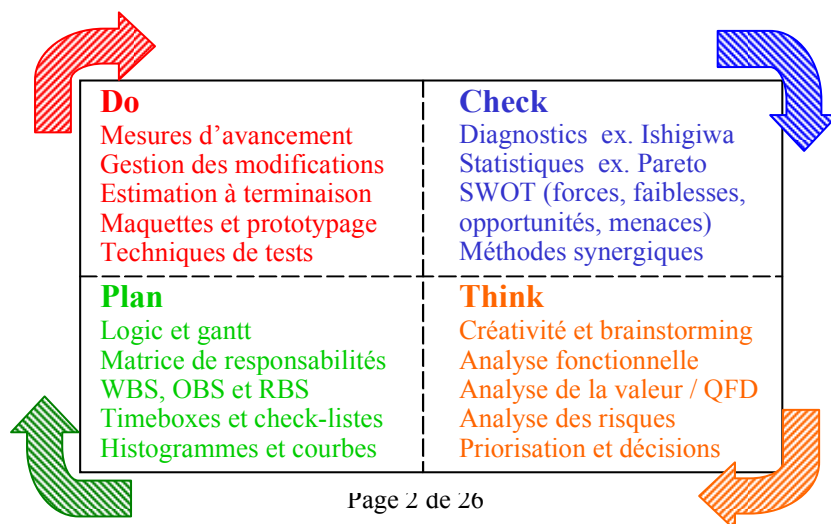 Do
Mesures d'avancement
Gestion des modifications
Estimation à terminaison
Maquettes et prototypage
Techniques de tests
Check
Diagnostics  ex. Ishigiwa
Statistiques  ex. Pareto
SWOT (forces, faiblesses,
opportunités, menaces)
Méthodes synergiques
Plan
Logic et gantt
Matrice de responsabilités
WBS, OBS et RBS
Timeboxes et check-listes
Histogrammes et courbes
Think
Créativité et brainstorming
Analyse fonctionnelle
Analyse de la valeur / QFD
Analyse des risques
Priorisation et décisions
Page 2 de 26